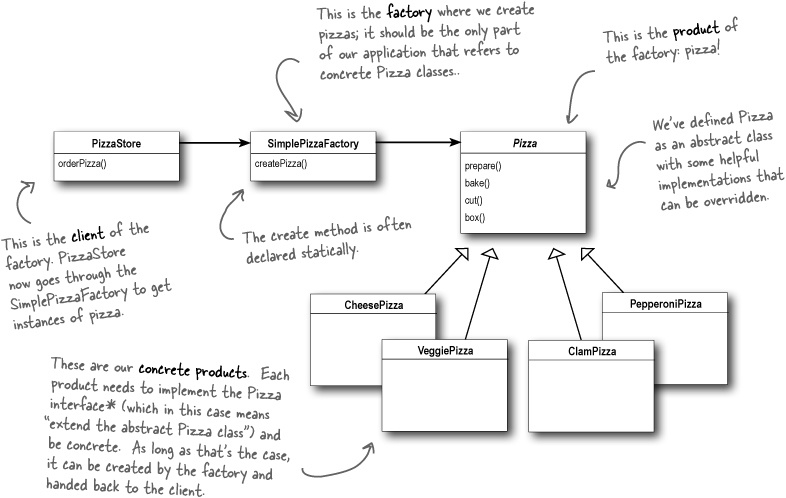 This is the factory where we create
pizzas; it should be the only part
of our application that refers to
concrete Pizza classes..
This is the product of
the factory: pizza!
PizzaStore
orderPizza()
SimplePizzaFactory
createPizza()
Pizza
prepare()
bake()
cut()
box()
We've defined Pizza
as an abstract class
with some helpful
implementations that
can be overridden.
This is the client of the
factory. PizzaStore
now goes through the
SimplePizzaFactory to get
instances of pizza.
The create method is often
declared statically.
CheesePizza
VeggiePizza
ClamPizza
PepperoniPizza
These are our concrete products. Each
product needs to implement the Pizza
interface* (which in this case means
“extend the abstract Pizza class”) and
be concrete. As long as that's the case,
it can be created by the factory and
handed back to the client.